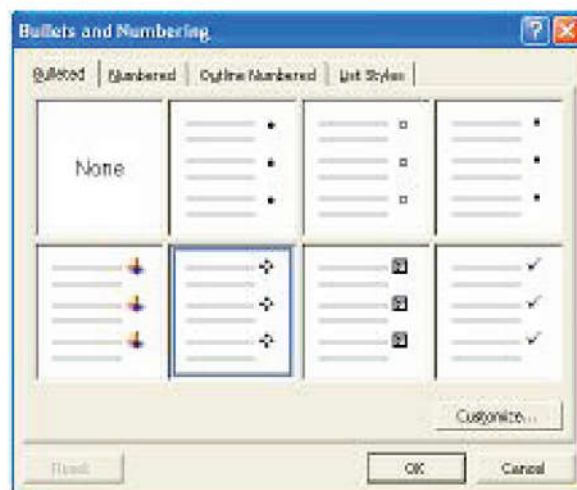 Bullets and Numbering
Bulleted Numbered Outline Numbered List Styles
None
Customize...
Reset OK Cancel